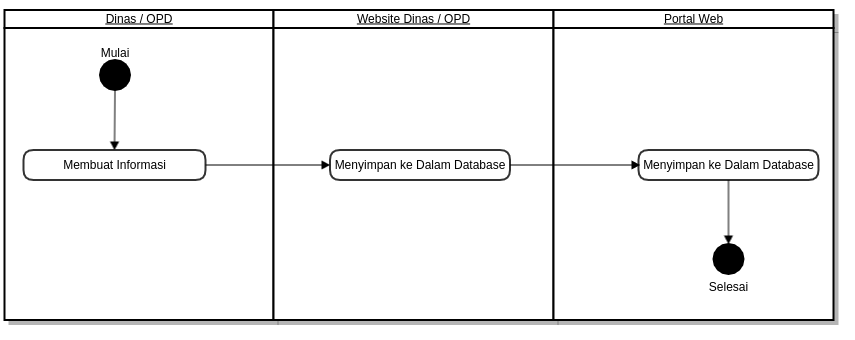 Dinas / OPD
Website Dinas / OPD
Portal Web
Mulai
Membuat Informasi
Menyimpan ke Dalam Database
Menyimpan ke Dalam Database
Selesai